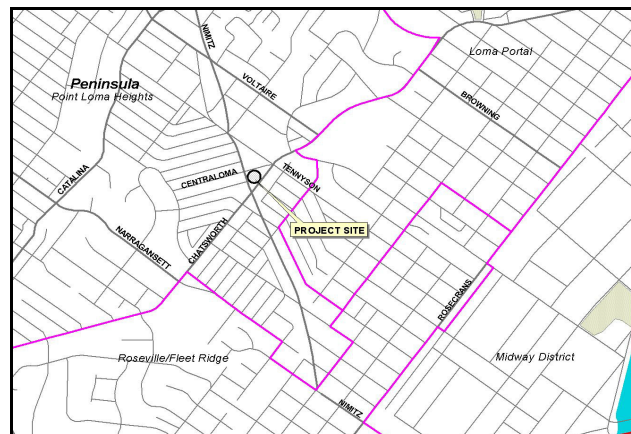 NIMITZ
Loma Portal
VOLTAIRE
Peninsula
Point Loma Heights
BROWNING
CENTRALOMA
TENNYSON
CATALINA
PROJECT SITE
NARRAGANSETT
CHATSWORTH
ROSECRANS
Roseville/Fleet Ridge
Midway District
NIMITZ